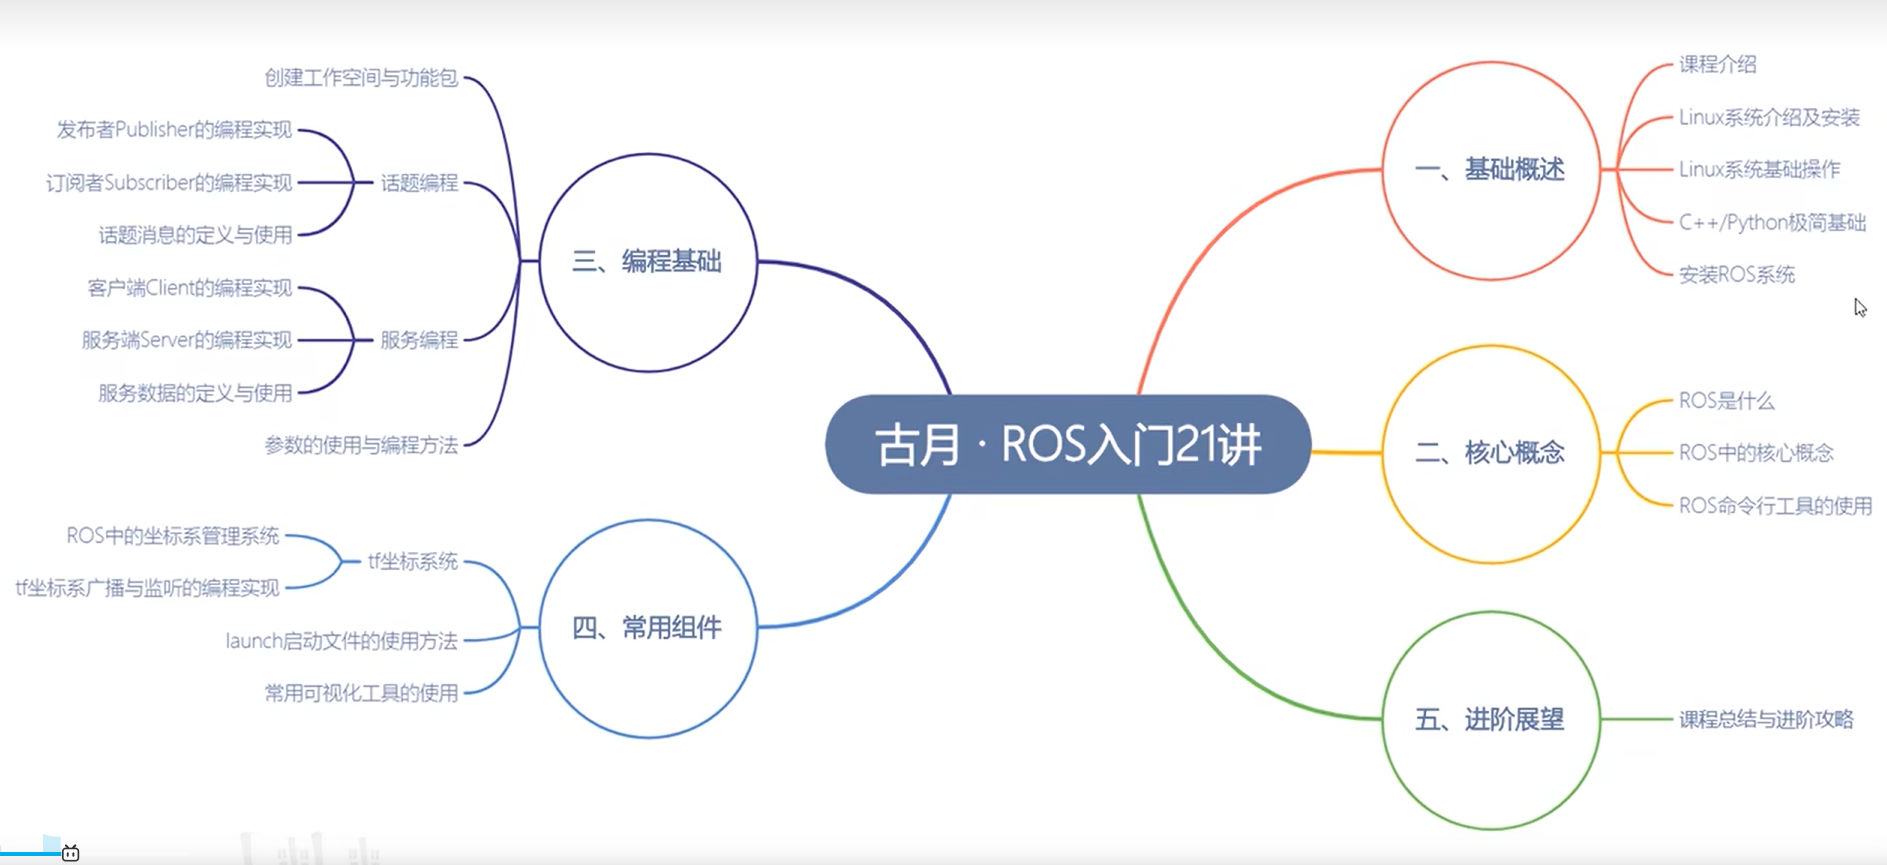 古月 · ROS入门21讲
一、基础概述
课程介绍
Linux系统介绍及安装
Linux系统基础操作
C++/Python极简基础
安装ROS系统
二、核心概念
ROS是什么
ROS中的核心概念
ROS命令行工具的使用
三、编程基础
创建工作空间与功能包
话题编程
发布者Publisher的编程实现
订阅者Subscriber的编程实现
话题消息的定义与使用
服务编程
客户端Client的编程实现
服务端Server的编程实现
服务数据的定义与使用
参数的使用与编程方法
四、常用组件
tf坐标系统
ROS中的坐标系管理系统
tf坐标系广播与监听的编程实现
launch启动文件的使用方法
常用可视化工具的使用
五、进阶展望
课程总结与进阶攻略